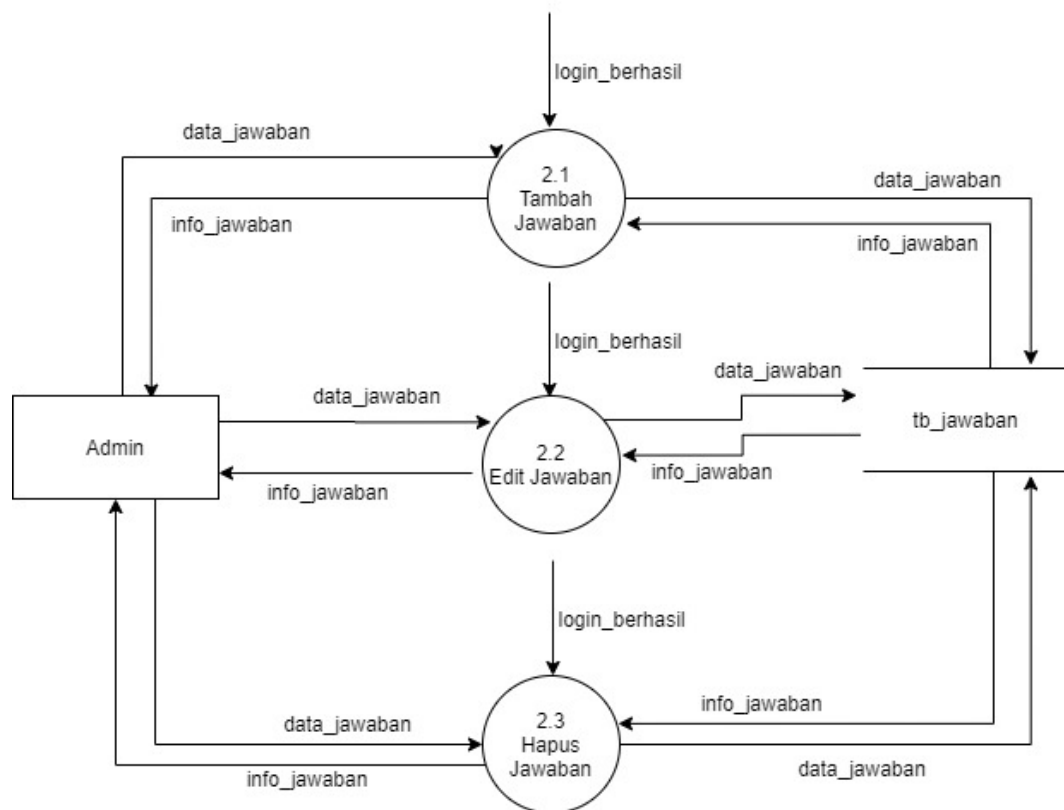 login_berhasil
data_jawaban
2.1
Tambah
Jawaban
data_jawaban
info_jawaban
info_jawaban
login_berhasil
data_jawaban
data_jawaban
Admin
2.2
Edit Jawaban
tb_jawaban
info_jawaban
info_jawaban
login_berhasil
2.3
Hapus
Jawaban
info_jawaban
data_jawaban
info_jawaban
data_jawaban